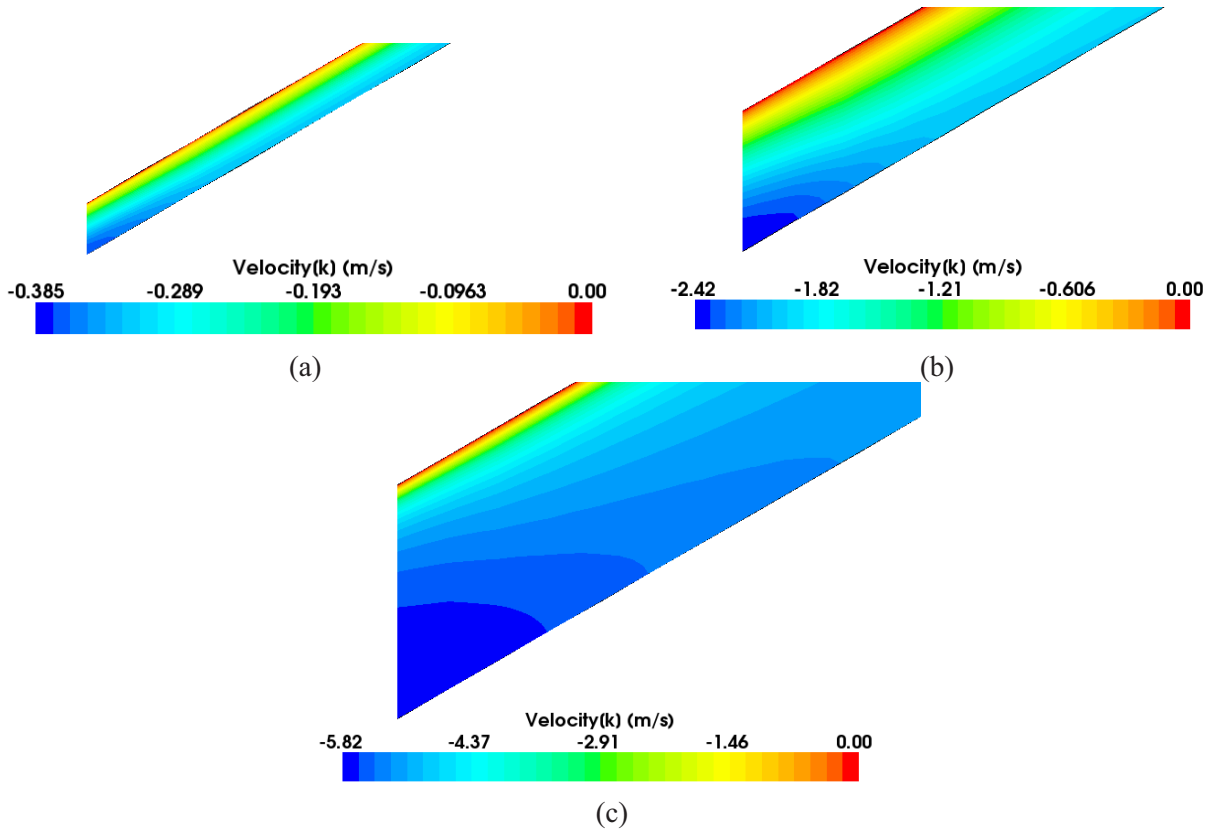 Velocity[k] (m/s)
-0.385 -0.289 -0.193 -0.0963 0.00
(a)
Velocity[k] (m/s)
-2.42 -1.82 -1.21 -0.606 0.00
(b)
Velocity[k] (m/s)
-5.82 -4.37 -2.91 -1.46 0.00
(c)